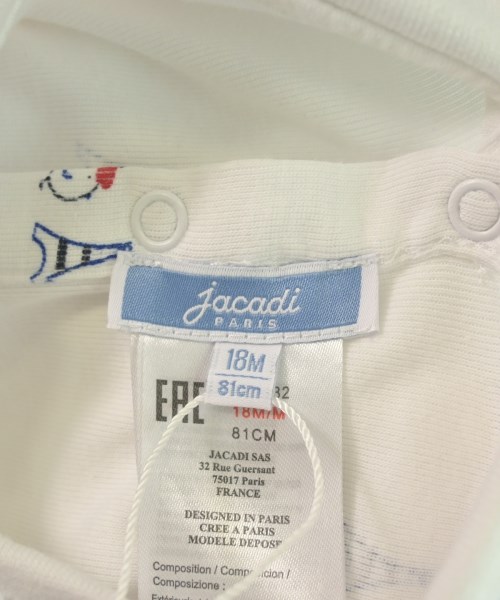 jacadi
PARIS
18M
81cm
32
EAC
18M/M
81CM
JACADI SAS
32 Rue Guersant
75017 Paris
FRANCE
DESIGNED IN PARIS
CREE A PARIS
MODELE DEPOSE
Composition / Composición /
Composizione :